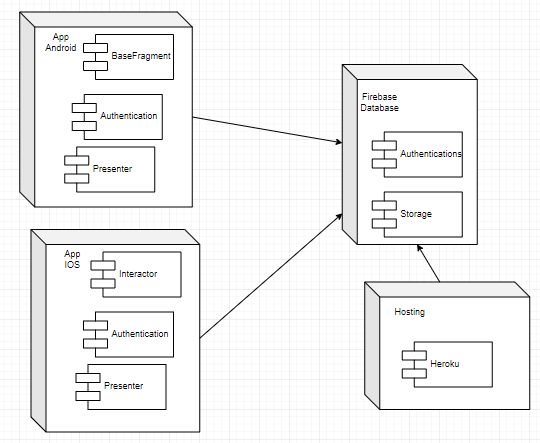 App
Android
BaseFragment
Authentication
Presenter
Firebase
Database
Authentications
Storage
App
IOS
Interactor
Authentication
Presenter
Hosting
Heroku